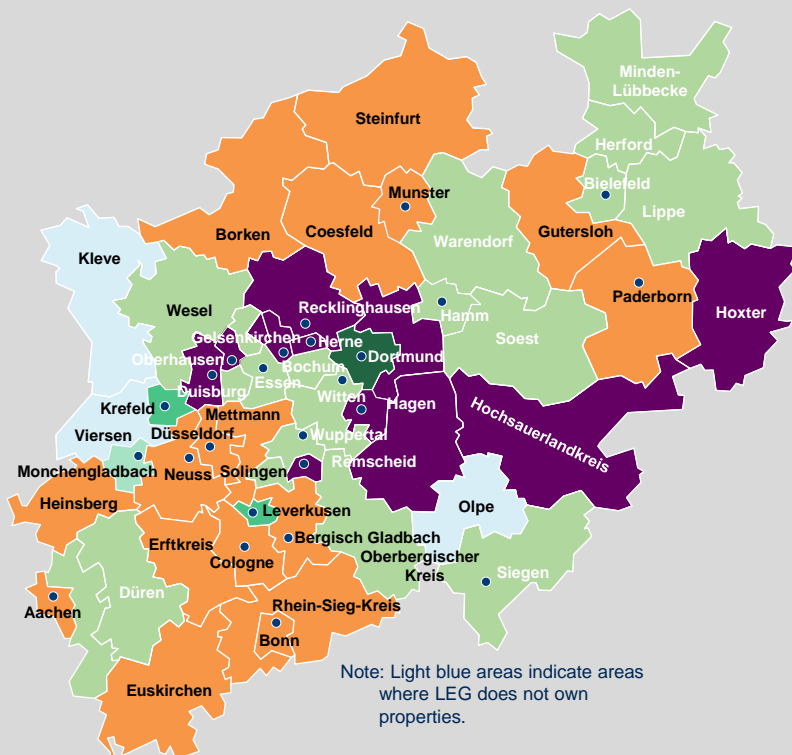 Minden-
Lübbecke
Steinfurt
Herford
Bielefeld
Munster
Lippe
Borken
Coesfeld
Warendorf
Gutersloh
Kleve
Paderborn
Hoxter
Wesel
Recklinghausen
Hamm
Soest
Gelsenkirchen
Herne
Oberhausen
Dortmund
Bochum
Essen
Duisburg
Witten
Hagen
Krefeld
Mettmann
Hochsauerlandkreis
Viersen
Düsseldorf
Wuppertal
Monchengladbach
Neuss
Solingen
Remscheid
Heinsberg
Olpe
Leverkusen
Erftkreis
Bergisch Gladbach
Cologne
Oberbergischer
Kreis
Siegen
Düren
Aachen
Rhein-Sieg-Kreis
Bonn
Euskirchen
Note: Light blue areas indicate areas
where LEG does not own
properties.